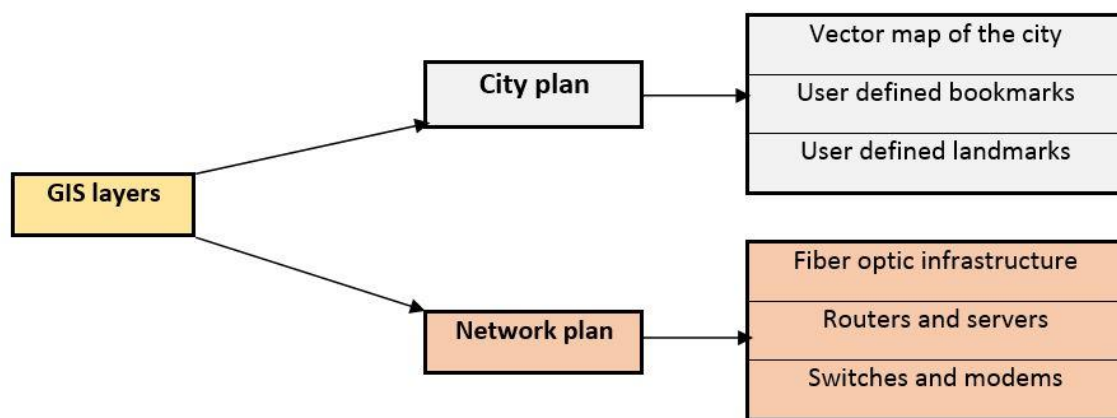 GIS layers
City plan
Vector map of the city
User defined bookmarks
User defined landmarks
Network plan
Fiber optic infrastructure
Routers and servers
Switches and modems